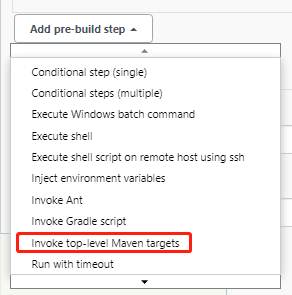 Add pre-build step
Conditional step (single)
Conditional steps (multiple)
Execute Windows batch command
Execute shell
Execute shell script on remote host using ssh
Inject environment variables
Invoke Ant
Invoke Gradle script
Invoke top-level Maven targets
Run with timeout